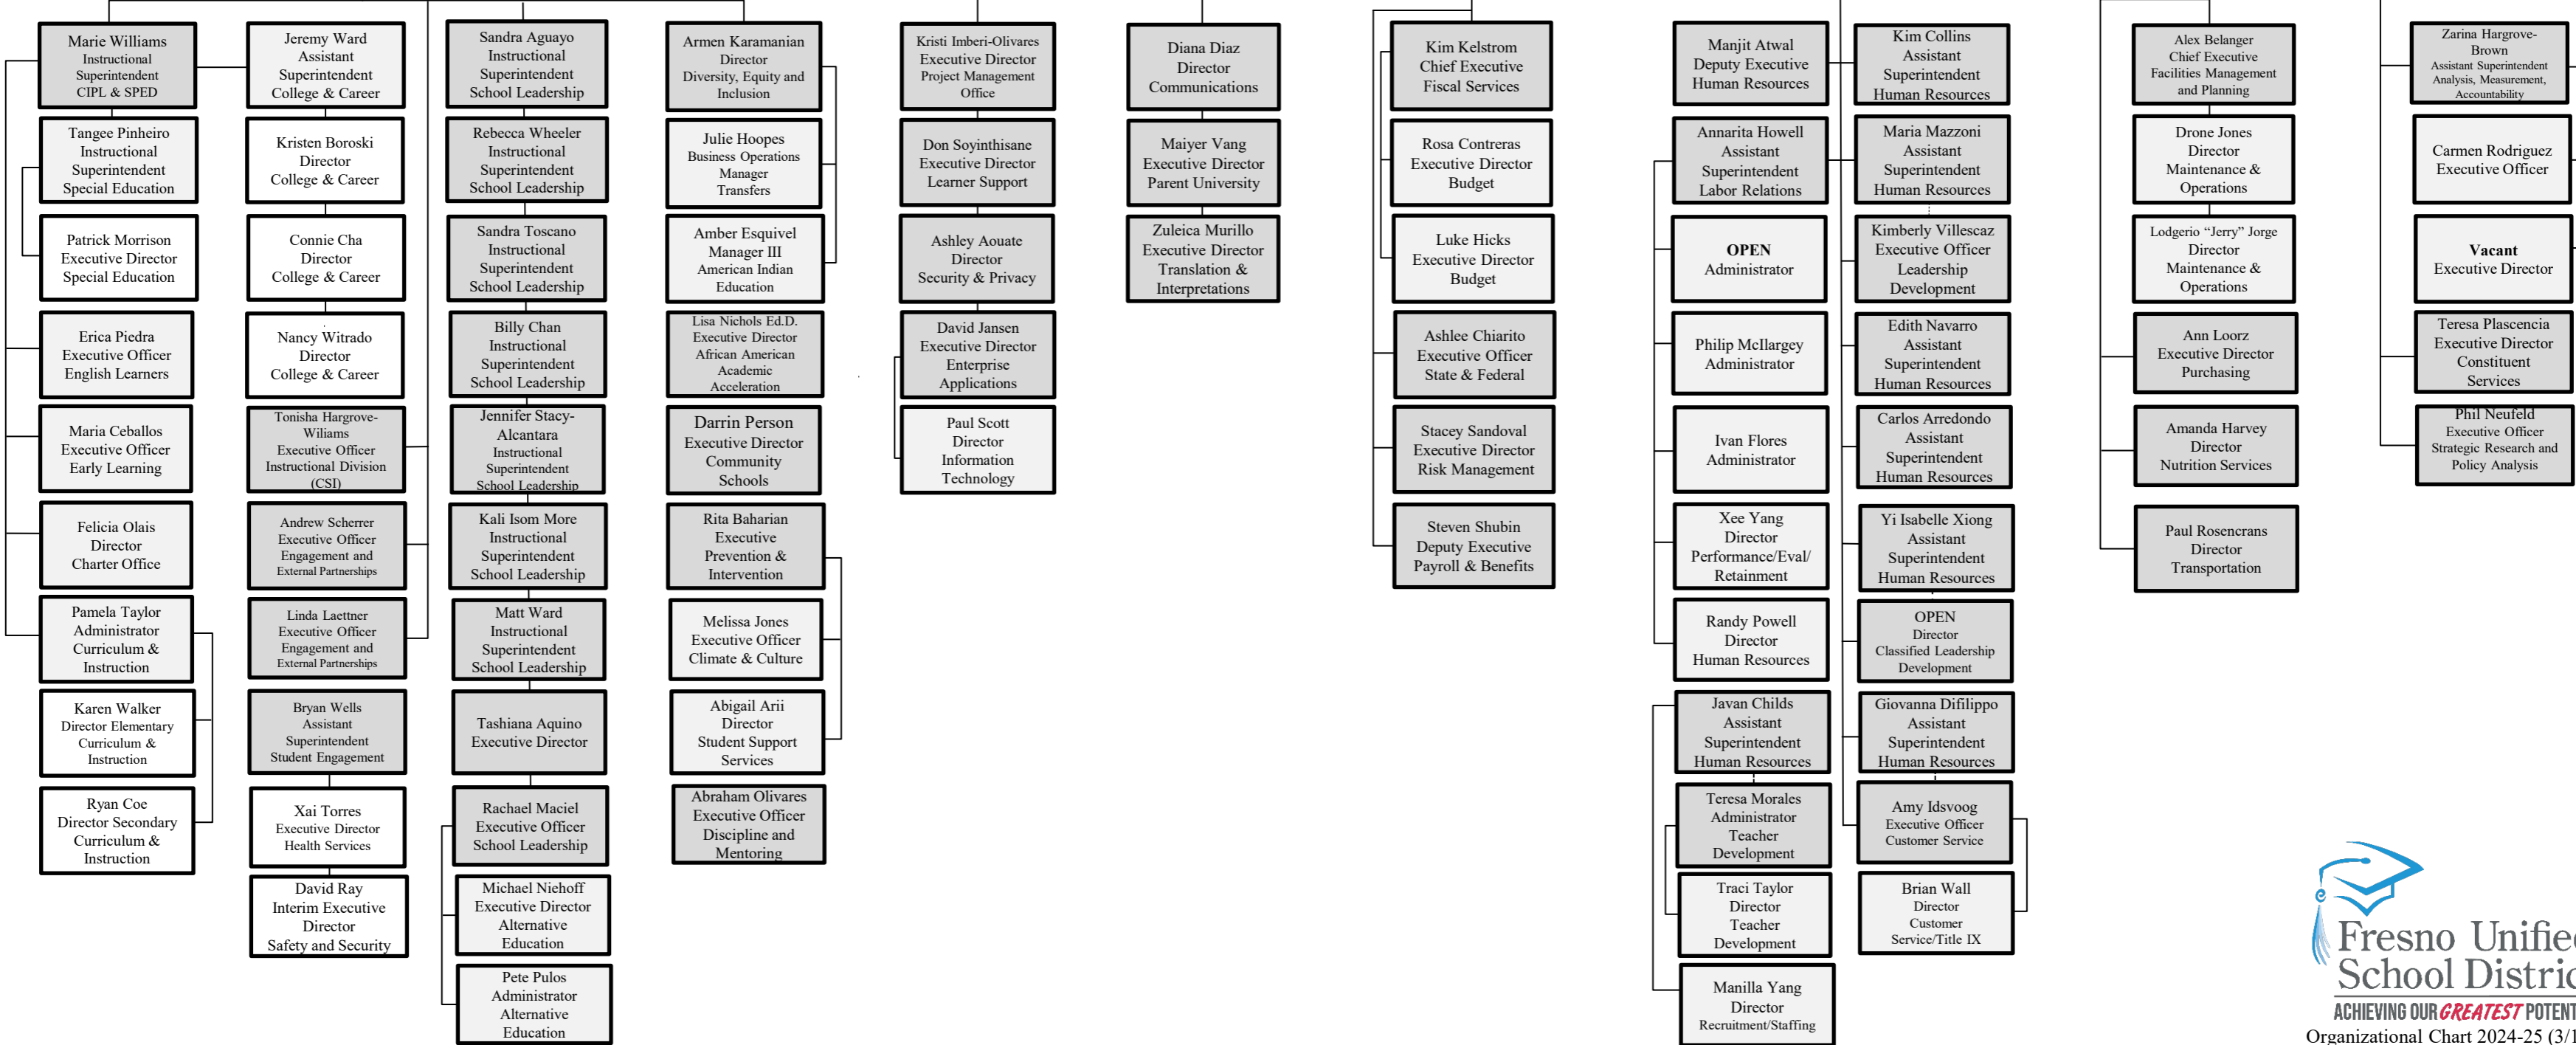 Marie Williams
Instructional
Superintendent
CIPL & SPED
Tangee Pinheiro
Instructional
Superintendent
Special Education
Patrick Morrison
Executive Director
Special Education
Erica Piedra
Executive Officer
English Learners
Maria Ceballos
Executive Officer
Early Learning
Felicia Olais
Director
Charter Office
Pamela Taylor
Administrator
Curriculum &
Instruction
Karen Walker
Director Elementary
Curriculum &
Instruction
Ryan Coe
Director Secondary
Curriculum &
Instruction
Jeremy Ward
Assistant
Superintendent
College & Career
Kristen Boroski
Director
College & Career
Connie Cha
Director
College & Career
Nancy Witrado
Director
College & Career
Tonisha Hargrove-
Wiliams
Executive Officer
Instructional Division
(CSI)
Andrew Scherrer
Executive Officer
Engagement and
External Partnerships
Linda Laettner
Executive Officer
Engagement and
External Partnerships
Bryan Wells
Assistant
Superintendent
Student Engagement
Xai Torres
Executive Director
Health Services
David Ray
Interim Executive
Director
Safety and Security
Sandra Aguayo
Instructional
Superintendent
School Leadership
Rebecca Wheeler
Instructional
Superintendent
School Leadership
Sandra Toscano
Instructional
Superintendent
School Leadership
Billy Chan
Instructional
Superintendent
School Leadership
Jennifer Stacy-
Alcantara
Instructional
Superintendent
School Leadership
Kali Isom More
Instructional
Superintendent
School Leadership
Matt Ward
Instructional
Superintendent
School Leadership
Tashiana Aquino
Executive Director
Rachael Maciel
Executive Officer
School Leadership
Michael Niehoff
Executive Director
Alternative
Education
Pete Pulos
Administrator
Alternative
Education
Armen Karamanian
Director
Diversity, Equity and
Inclusion
Julie Hoopes
Business Operations
Manager
Transfers
Amber Esquivel
Manager III
American Indian
Education
Lisa Nichols Ed.D.
Executive Director
African American
Academic
Acceleration
Darrin Person
Executive Director
Community
Schools
Rita Baharian
Executive
Prevention &
Intervention
Melissa Jones
Executive Officer
Climate & Culture
Abigail Arii
Director
Student Support
Services
Abraham Olivares
Executive Officer
Discipline and
Mentoring
Kristi Imberi-Olivares
Executive Director
Project Management
Office
Don Soyinthisane
Executive Director
Learner Support
Ashley Aouate
Director
Security & Privacy
David Jansen
Executive Director
Enterprise
Applications
Paul Scott
Director
Information
Technology
Diana Diaz
Director
Communications
Maiyer Vang
Executive Director
Parent University
Zuleica Murillo
Executive Director
Translation &
Interpretations
Kim Kelstrom
Chief Executive
Fiscal Services
Rosa Contreras
Executive Director
Budget
Luke Hicks
Executive Director
Budget
Ashlee Chiarito
Executive Officer
State & Federal
Stacey Sandoval
Executive Director
Risk Management
Steven Shubin
Deputy Executive
Payroll & Benefits
Manjit Atwal
Deputy Executive
Human Resources
Annarita Howell
Assistant
Superintendent
Labor Relations
OPEN
Administrator
Philip McIlargey
Administrator
Ivan Flores
Administrator
Xee Yang
Director
Performance/Eval/
Retainment
Randy Powell
Director
Human Resources
Javan Childs
Assistant
Superintendent
Human Resources
Teresa Morales
Administrator
Teacher
Development
Traci Taylor
Director
Teacher
Development
Manilla Yang
Director
Recruitment/Staffing
Kim Collins
Assistant
Superintendent
Human Resources
Maria Mazzoni
Assistant
Superintendent
Human Resources
Kimberly Villescaz
Executive Officer
Leadership
Development
Edith Navarro
Assistant
Superintendent
Human Resources
Carlos Arredondo
Assistant
Superintendent
Human Resources
Yi Isabelle Xiong
Assistant
Superintendent
Human Resources
OPEN
Director
Classified Leadership
Development
Giovanna Difilippo
Assistant
Superintendent
Human Resources
Amy Idsvoog
Executive Officer
Customer Service
Brian Wall
Director
Customer
Service/Title IX
Alex Belanger
Chief Executive
Facilities Management
and Planning
Drone Jones
Director
Maintenance &
Operations
Lodgerio “Jerry” Jorge
Director
Maintenance &
Operations
Ann Loorz
Executive Director
Purchasing
Amanda Harvey
Director
Nutrition Services
Paul Rosencrans
Director
Transportation
Zarina Hargrove-
Brown
Assistant Superintendent
Analysis, Measurement,
Accountability
Carmen Rodriguez
Executive Officer
Vacant
Executive Director
Teresa Plascencia
Executive Director
Constituent
Services
Phil Neufeld
Executive Officer
Strategic Research and
Policy Analysis
Fresno Unifie
School Distric
ACHIEVING OUR GREATEST POTENT
Organizational Chart 2024-25 (3/1